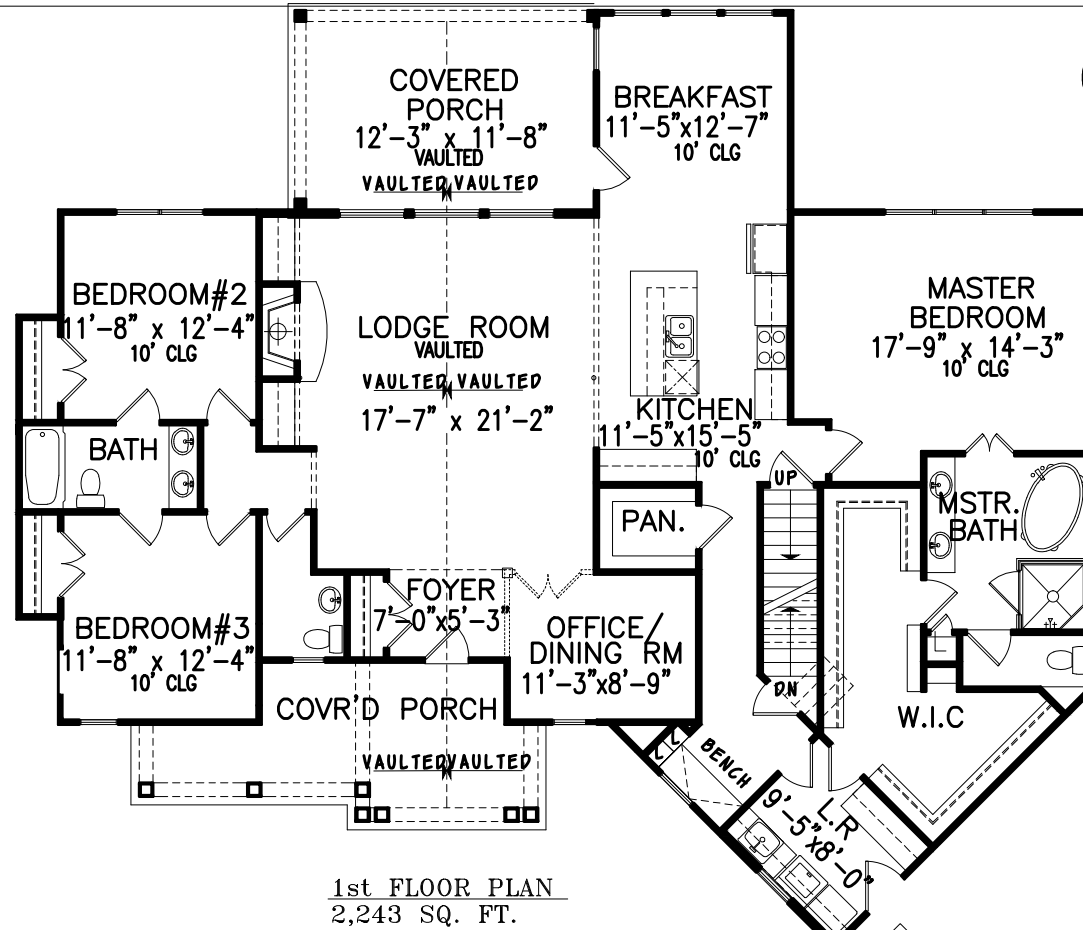 COVERED
PORCH
12'-3" x 11'-8"
VAULTED
VAULTED VAULTED
BREAKFAST
11'-5"x12'-7"
10' CLG
BEDROOM#2
11'-8" x 12'-4"
10' CLG
LODGE ROOM
VAULTED
VAULTED VAULTED
17'-7" x 21'-2"
MASTER
BEDROOM
17'-9" x 14'-3"
10' CLG
KITCHEN
11'-5"x15'-5"
10' CLG
BATH
UP
PAN.
MSTR.
BATH
FOYER
7'-0"x5'-3"
BEDROOM#3
11'-8" x 12'-4"
10' CLG
OFFICE/
DINING RM
11'-3"x8'-9"
DN
W.I.C
COVR'D PORCH
VAULTED VAULTED
BENCH
L.R
9'-5"x8'-0"
1st FLOOR PLAN
2,243 SQ. FT.